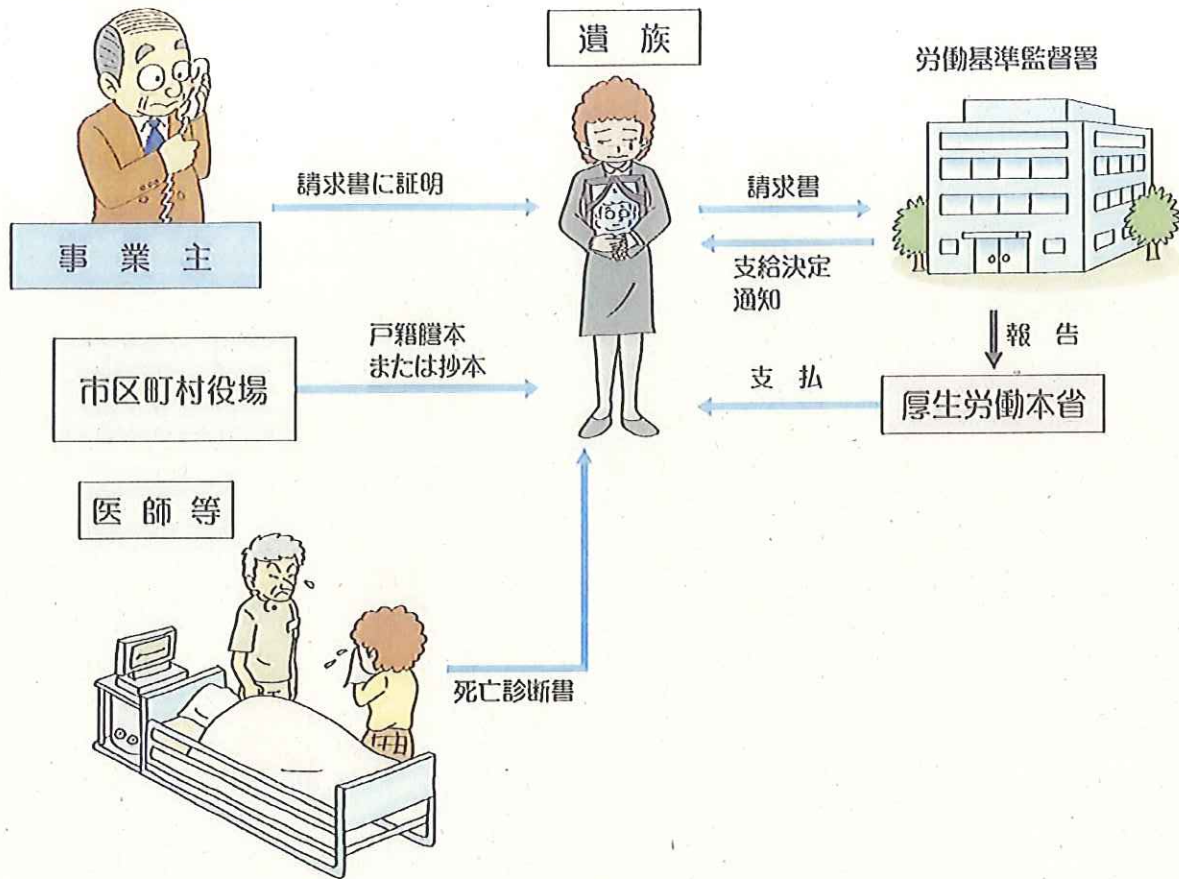 遺族
労働基準監督署
請求書に証明
請求書
事業主
支給決定
通知
戸籍謄本
または抄本
報告
市区町村役場
支払
厚生労働本省
医師等
死亡診断書